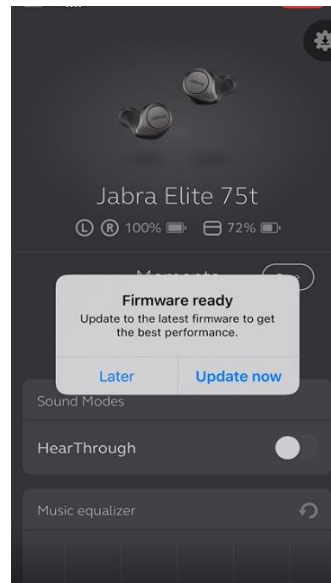 Jabra Elite 75t
L R 100% 72%
Firmware ready
Update to the latest firmware to get
the best performance.
Later Update now
Sound Modes
HearThrough
Music equalizer